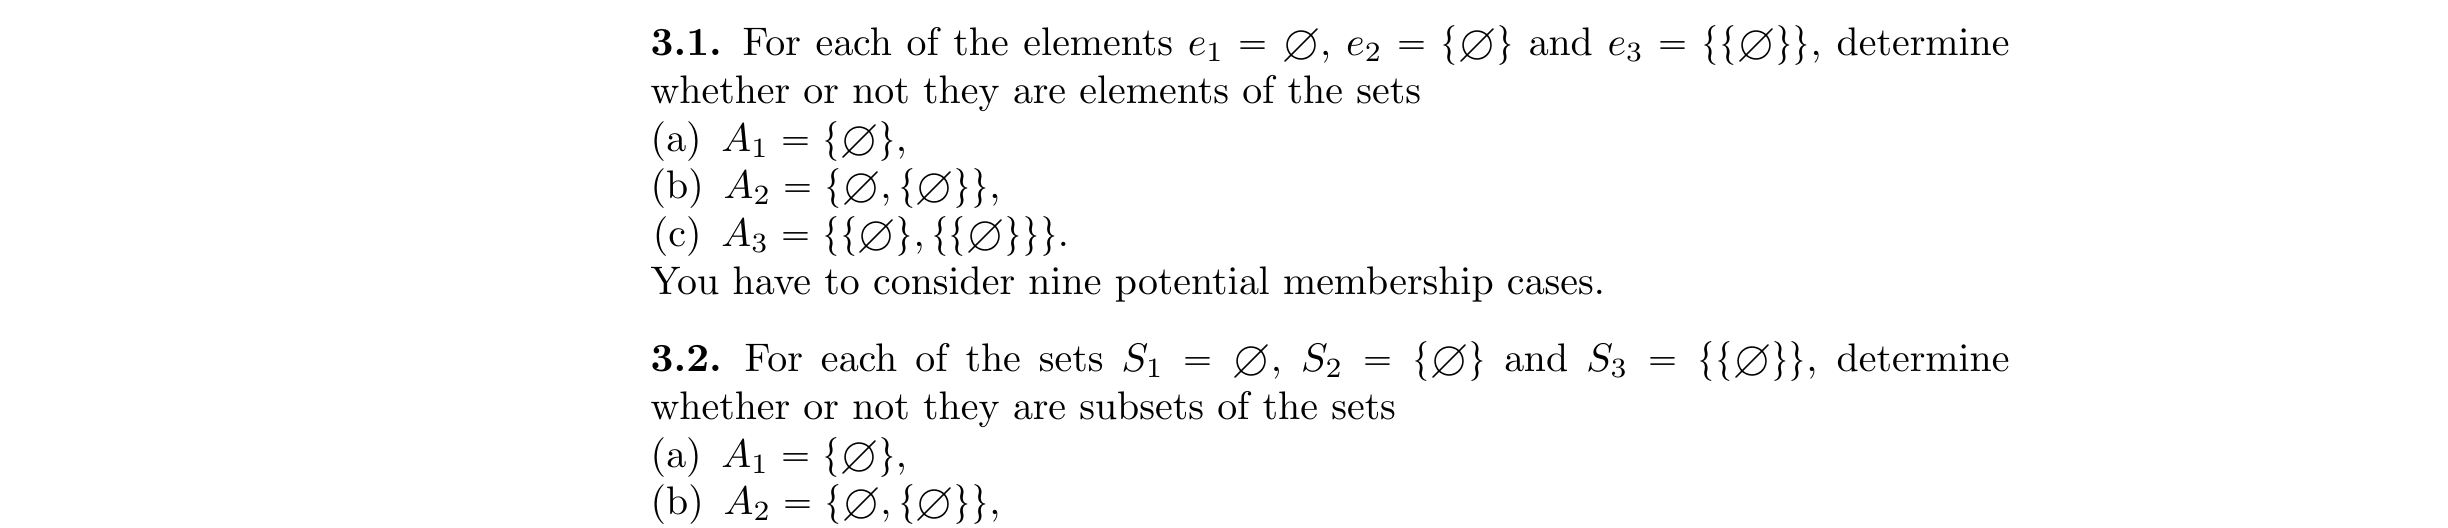 3.1. For each of the elements e₁ = ∅, e₂ = {∅} and e₃ = {{∅}}, determine
whether or not they are elements of the sets
(a) A₁ = {∅},
(b) A₂ = {∅, {∅}},
(c) A₃ = {{∅}, {{∅}}}.
You have to consider nine potential membership cases.
3.2. For each of the sets S₁ = ∅, S₂ = {∅} and S₃ = {{∅}}, determine
whether or not they are subsets of the sets
(a) A₁ = {∅},
(b) A₂ = {∅, {∅}},